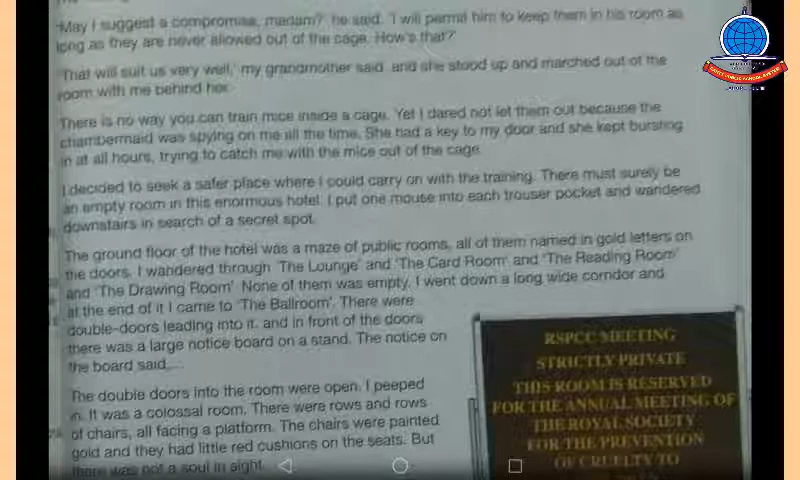 'May I suggest a compromise, madam?' he said. 'I will permit him to keep them in his room as
long as they are never allowed out of the cage. How's that?'
'That will suit us very well,' my grandmother said, and she stood up and marched out of the
room with me behind her.
There is no way you can train mice inside a cage. Yet I dared not let them out because the
chambermaid was spying on me all the time. She had a key to my door and she kept bursting
in at all hours, trying to catch me with the mice out of the cage.
I decided to seek a safer place where I could carry on with the training. There must surely be
an empty room in this enormous hotel. I put one mouse into each trouser pocket and wandered
downstairs in search of a secret spot.
The ground floor of the hotel was a maze of public rooms, all of them named in gold letters on
the doors. I wandered through 'The Lounge' and 'The Card Room' and 'The Reading Room'
and 'The Drawing Room'. None of them was empty. I went down a long wide corridor and
at the end of it I came to 'The Ballroom'. There were
double-doors leading into it, and in front of the doors
there was a large notice board on a stand. The notice on
the board said,...
The double doors into the room were open. I peeped
in. It was a colossal room. There were rows and rows
of chairs, all facing a platform. The chairs were painted
gold and they had little red cushions on the seats. But
there was not a soul in sight.
RSPCC MEETING
STRICTLY PRIVATE
THIS ROOM IS RESERVED
FOR THE ANNUAL MEETING OF
THE ROYAL SOCIETY
FOR THE PREVENTION
OF CRUELTY TO